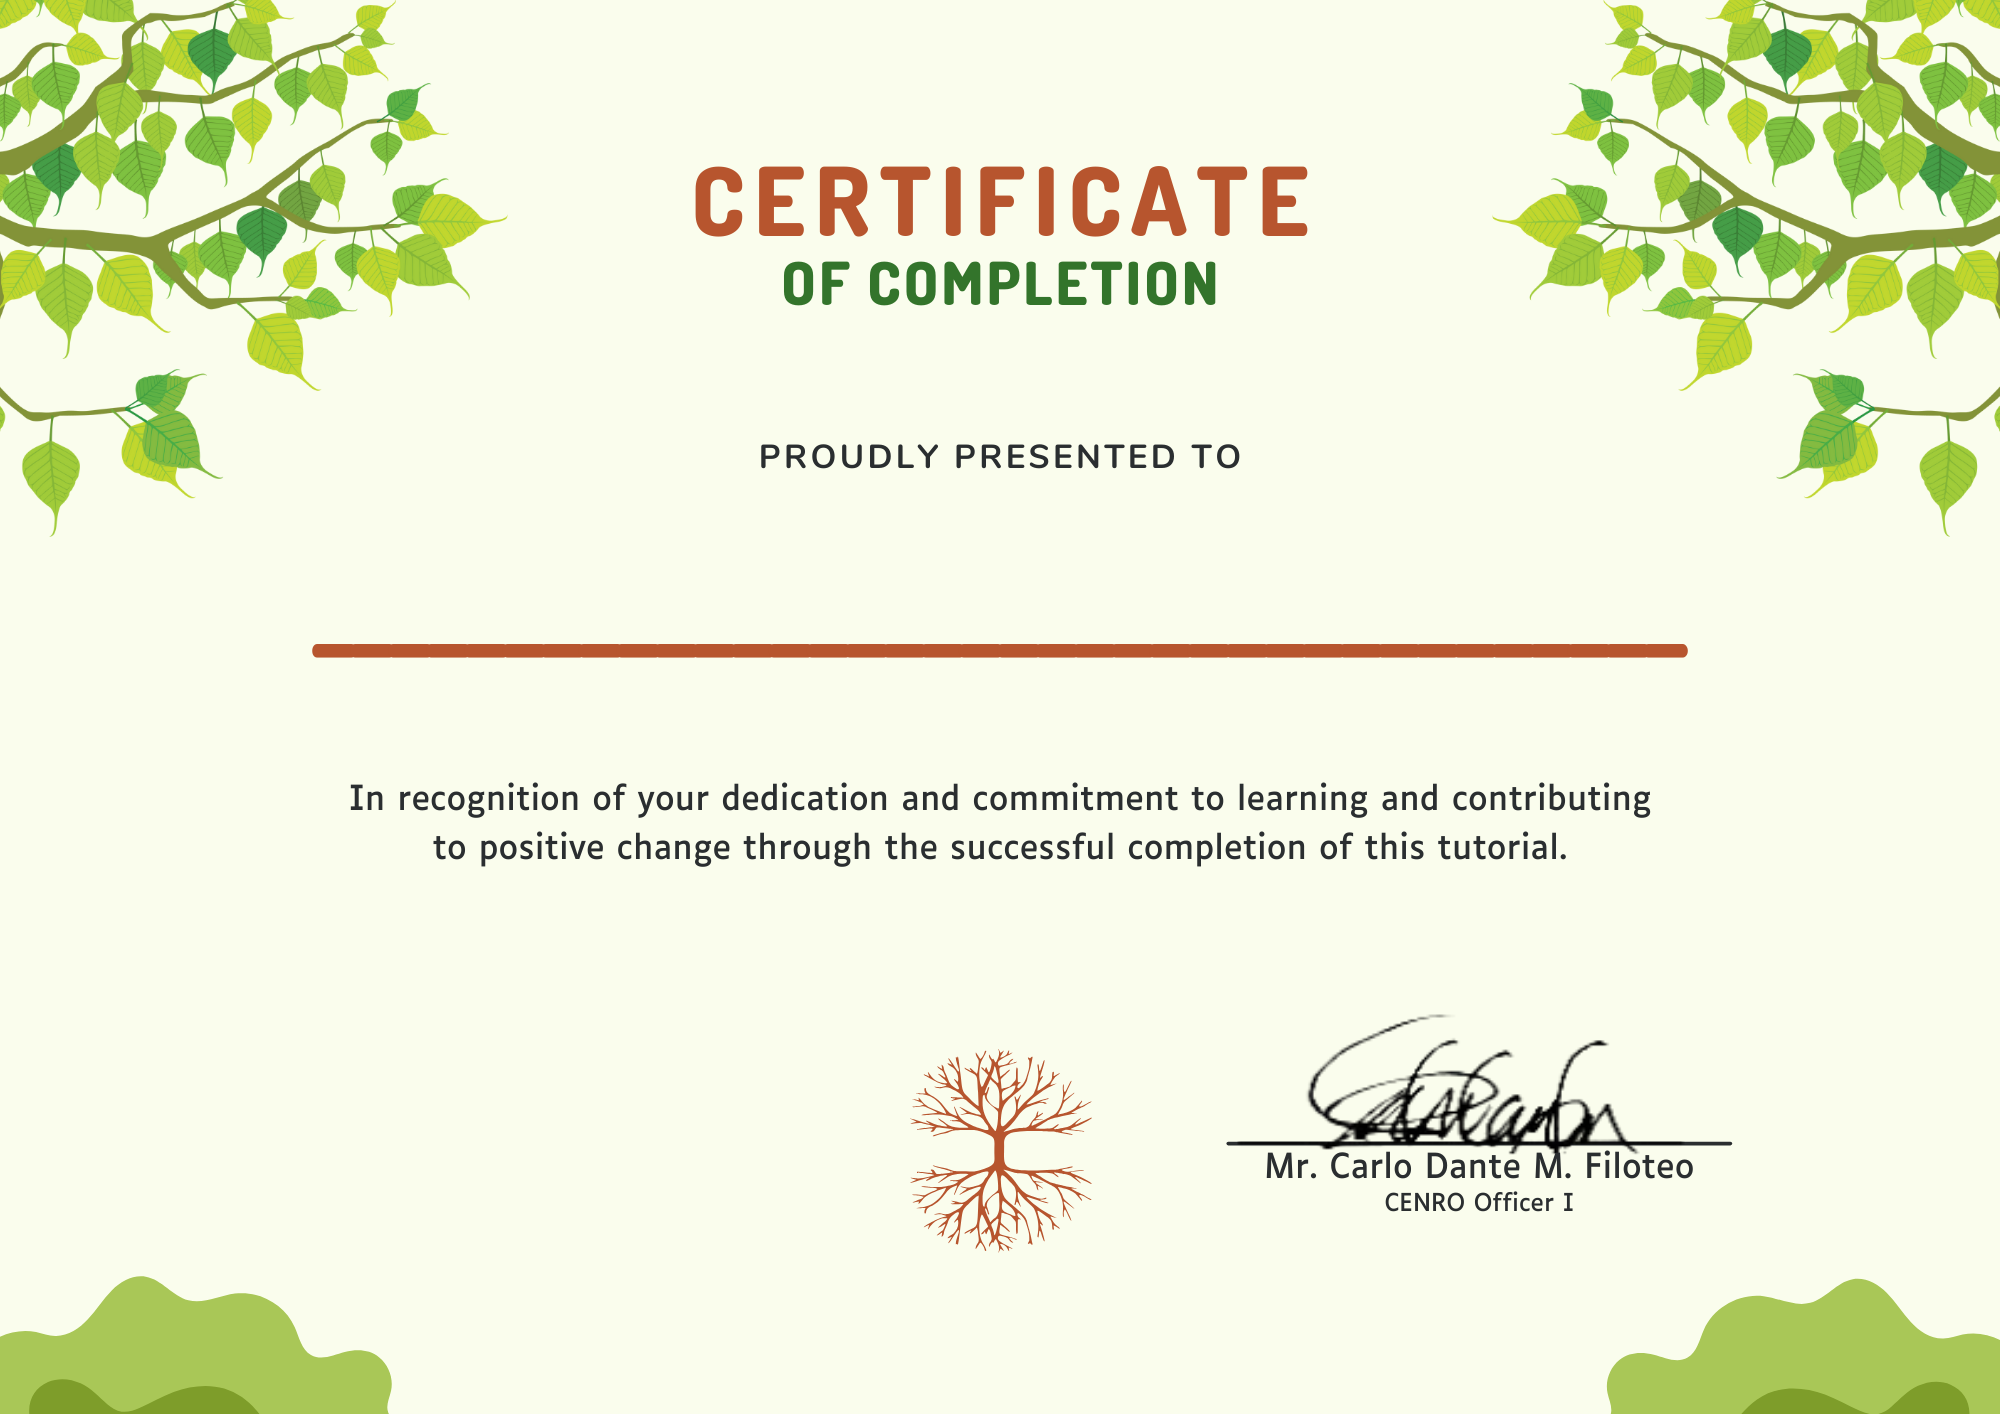 CERTIFICATE
OF COMPLETION
PROUDLY PRESENTED TO
In recognition of your dedication and commitment to learning and contributing
to positive change through the successful completion of this tutorial.
Mr. Carlo Dante M. Filoteo
CENRO Officer I